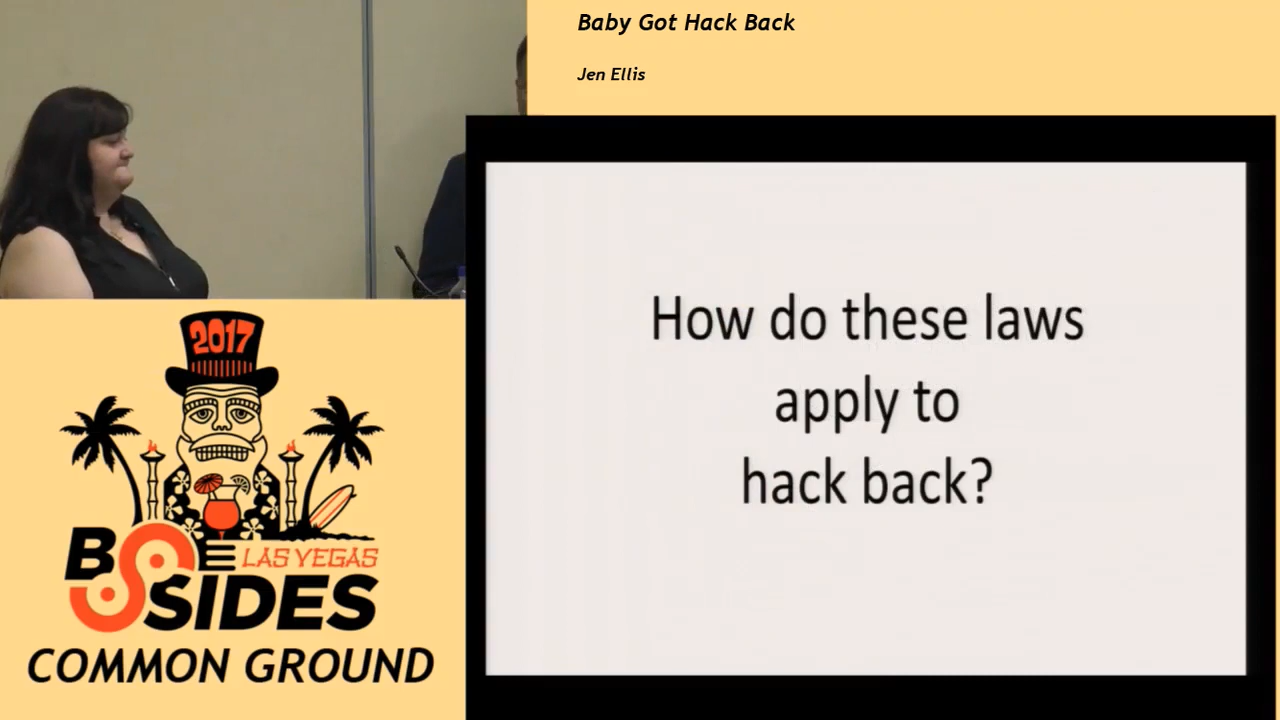 Baby Got Hack Back
Jen Ellis
How do these laws
apply to
hack back?
2017
BSIDES
LAS VEGAS
COMMON GROUND